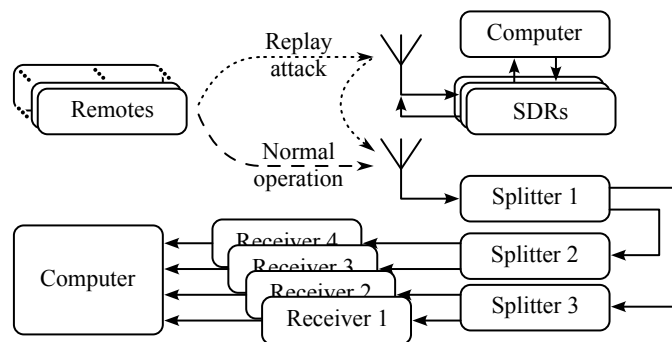 Replay
attack
Computer
Remotes
SDRs
Normal
operation
Splitter 1
Receiver 4
Splitter 2
Receiver 3
Computer
Receiver 2
Splitter 3
Receiver 1